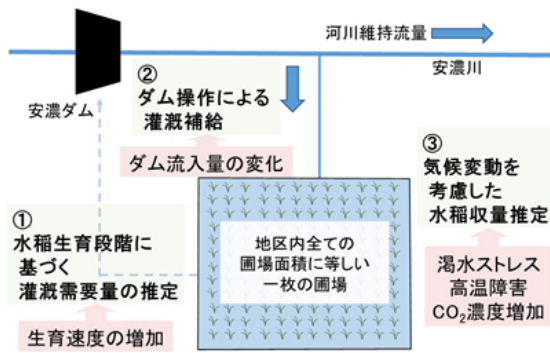 河川維持流量
安濃川
安濃ダム
②
ダム操作による
灌漑補給
ダム流入量の変化
③
気候変動を
考慮した
水稲収量推定
渇水ストレス
高温障害
CO₂濃度増加
①
水稲生育段階に
基づく
灌漑需要量の推定
生育速度の増加
地区内全ての
圃場面積に等しい
一枚の圃場